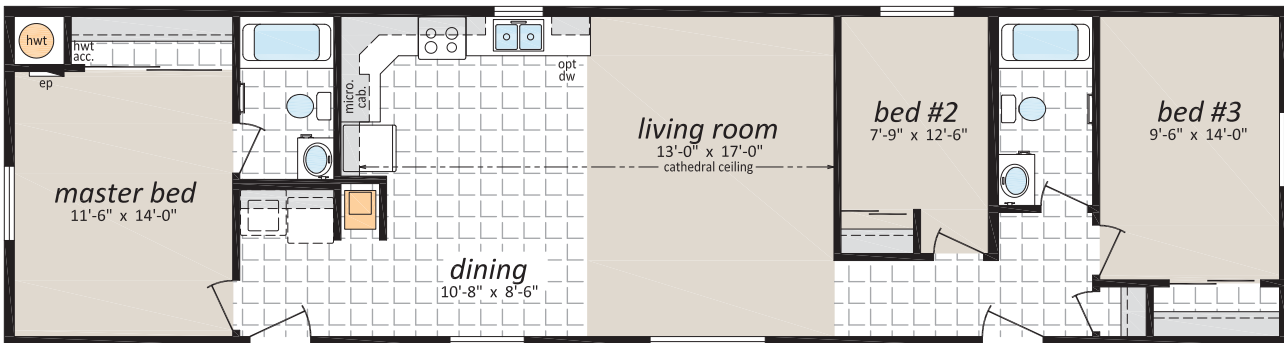 hwt
hwt
acc.
ep
master bed
11'-6" x 14'-0"
micro.
cab.
opt
dw
dining
10'-8" x 8'-6"
living room
13'-0" x 17'-0"
cathedral ceiling
bed #2
7'-9" x 12'-6"
bed #3
9'-6" x 14'-0"